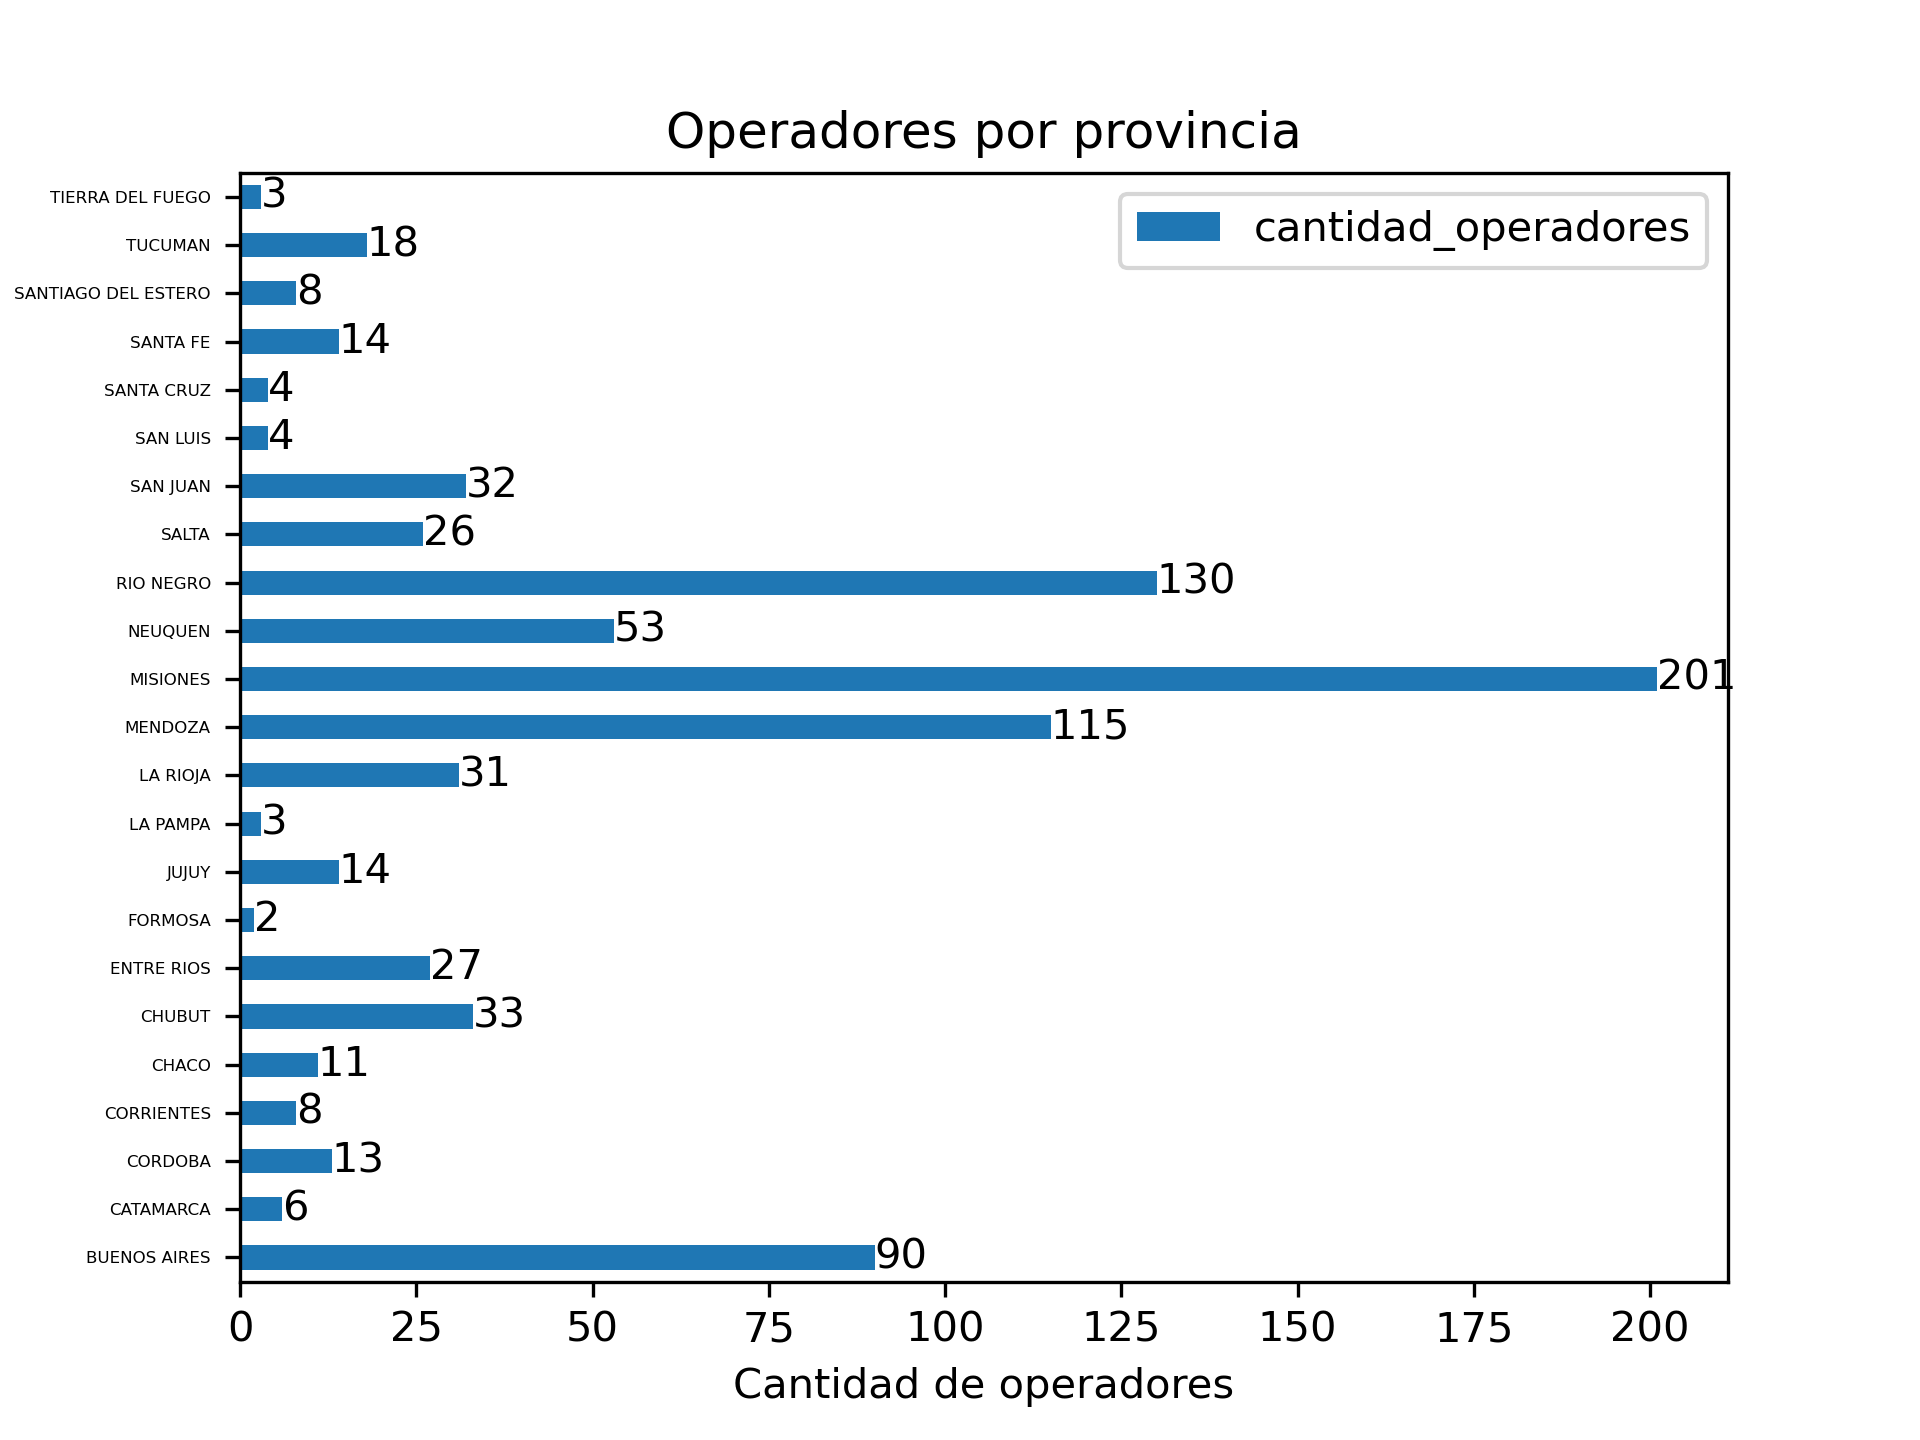 Operadores por provincia
cantidad_operadores
TIERRA DEL FUEGO 3
TUCUMAN 18
SANTIAGO DEL ESTERO 8
SANTA FE 14
SANTA CRUZ 4
SAN LUIS 4
SAN JUAN 32
SALTA 26
RIO NEGRO 130
NEUQUEN 53
MISIONES 201
MENDOZA 115
LA RIOJA 31
LA PAMPA 3
JUJUY 14
FORMOSA 2
ENTRE RIOS 27
CHUBUT 33
CHACO 11
CORRIENTES 8
CORDOBA 13
CATAMARCA 6
BUENOS AIRES 90
0 25 50 75 100 125 150 175 200
Cantidad de operadores